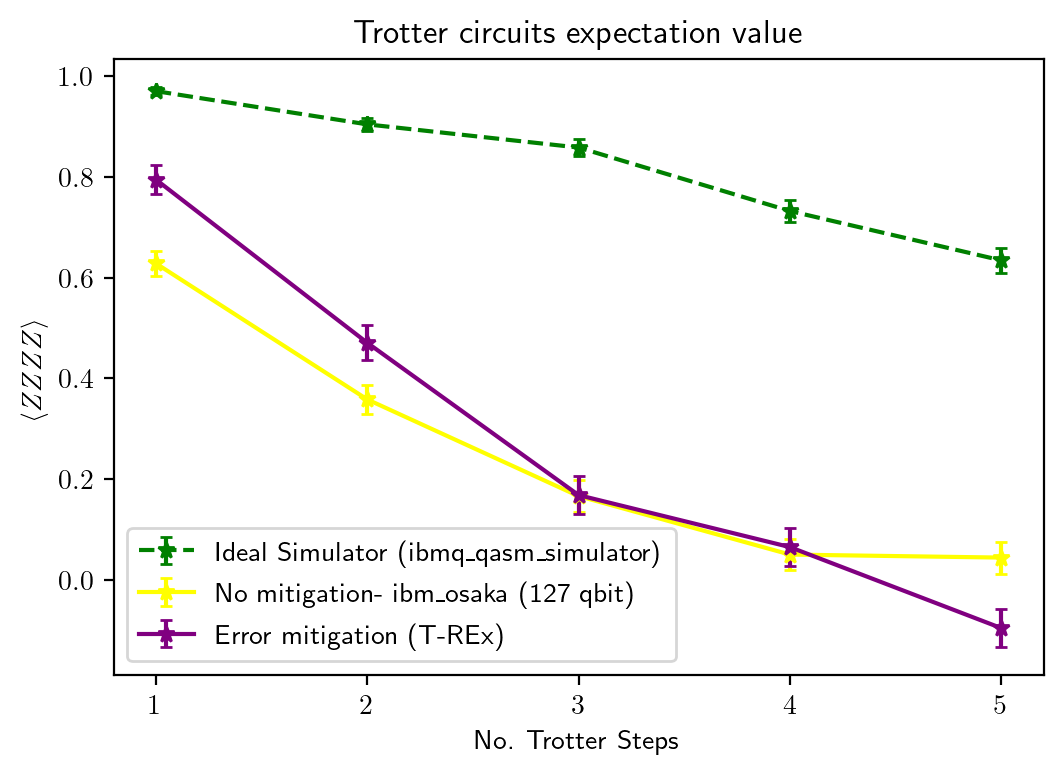 Trotter circuits expectation value
1.0
0.8
0.6
0.4
0.2
0.0
⟨ZZZZ⟩
Ideal Simulator (ibmq_qasm_simulator)
No mitigation- ibm_osaka (127 qbit)
Error mitigation (T-REx)
1 2 3 4 5
No. Trotter Steps